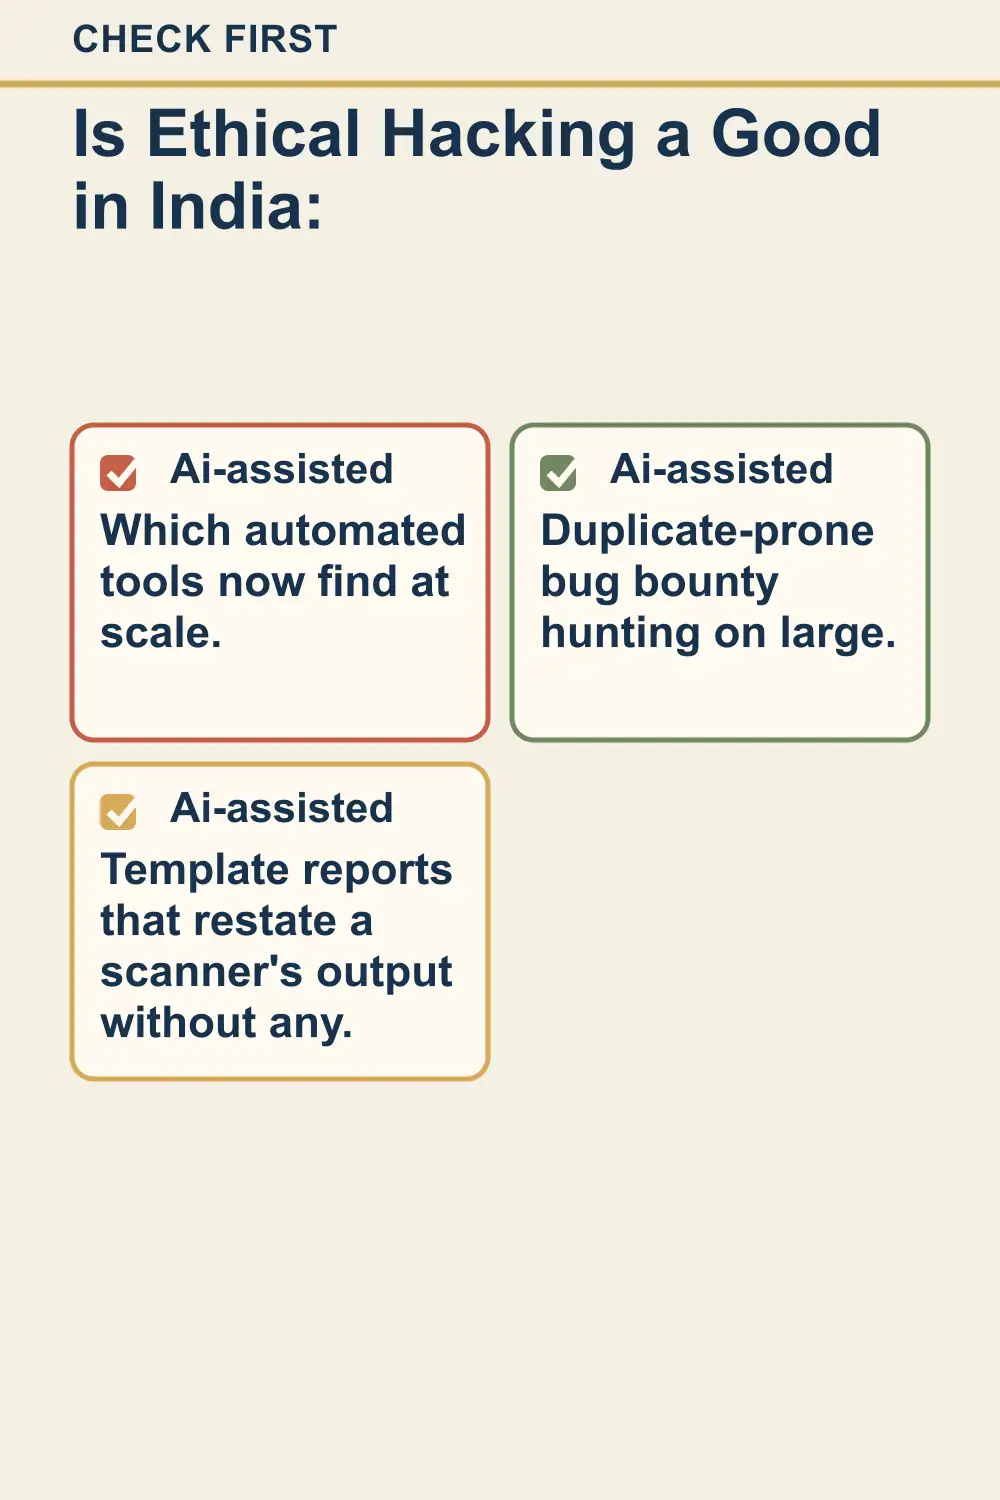 CHECK FIRST
Is Ethical Hacking a Good
in India:
Ai-assisted
Which automated
tools now find at
scale.
Ai-assisted
Duplicate-prone
bug bounty
hunting on large.
Ai-assisted
Template reports
that restate a
scanner's output
without any.